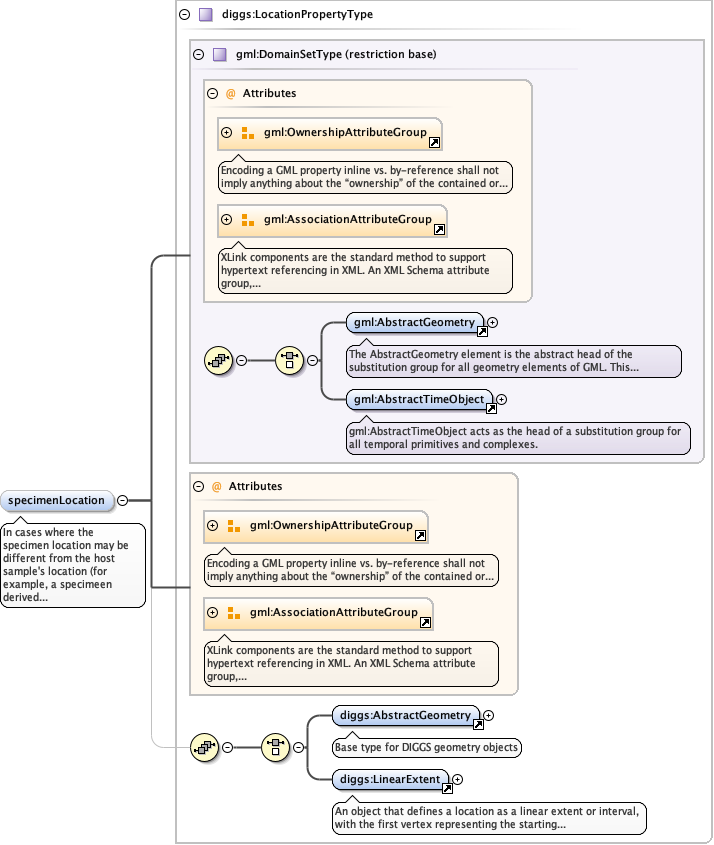 diggs:LocationPropertyType
gml:DomainSetType (restriction base)
@ Attributes
gml:OwnershipAttributeGroup
Encoding a GML property inline vs. by-reference shall not
imply anything about the “ownership” of the contained or...
gml:AssociationAttributeGroup
XLink components are the standard method to support
hypertext referencing in XML. An XML Schema attribute
group,...
gml:AbstractGeometry
The AbstractGeometry element is the abstract head of the
substitution group for all geometry elements of GML. This...
gml:AbstractTimeObject
gml:AbstractTimeObject acts as the head of a substitution group for
all temporal primitives and complexes.
specimenLocation
In cases where the
specimen location may be
different from the host
sample's location (for
example, a specimeen
derived...
@ Attributes
gml:OwnershipAttributeGroup
Encoding a GML property inline vs. by-reference shall not
imply anything about the “ownership” of the contained or...
gml:AssociationAttributeGroup
XLink components are the standard method to support
hypertext referencing in XML. An XML Schema attribute
group,...
diggs:AbstractGeometry
Base type for DIGGS geometry objects
diggs:LinearExtent
An object that defines a location as a linear extent or interval,
with the first vertex representing the starting...